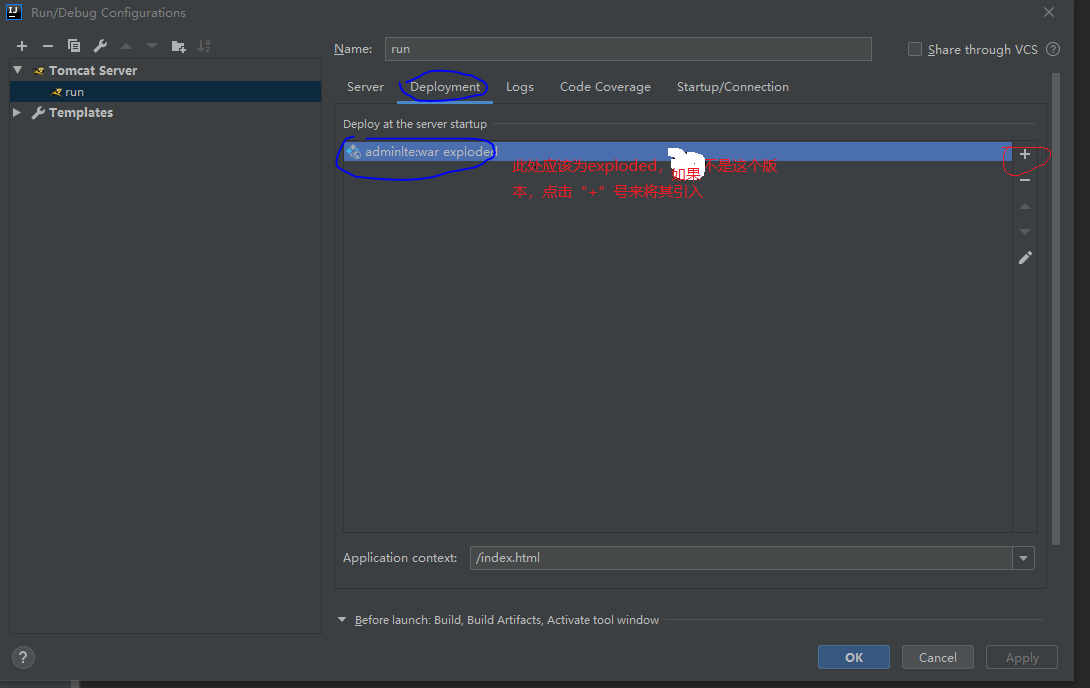 Run/Debug Configurations
Name: run
Share through VCS
Tomcat Server
run
Templates
Server Deployment Logs Code Coverage Startup/Connection
Deploy at the server startup
adminlte:war exploded
此处应该为exploded，如果不是这个版
本，点击“+”号来将其引入
Application context: /index.html
Before launch: Build, Build Artifacts, Activate tool window
? OK Cancel Apply